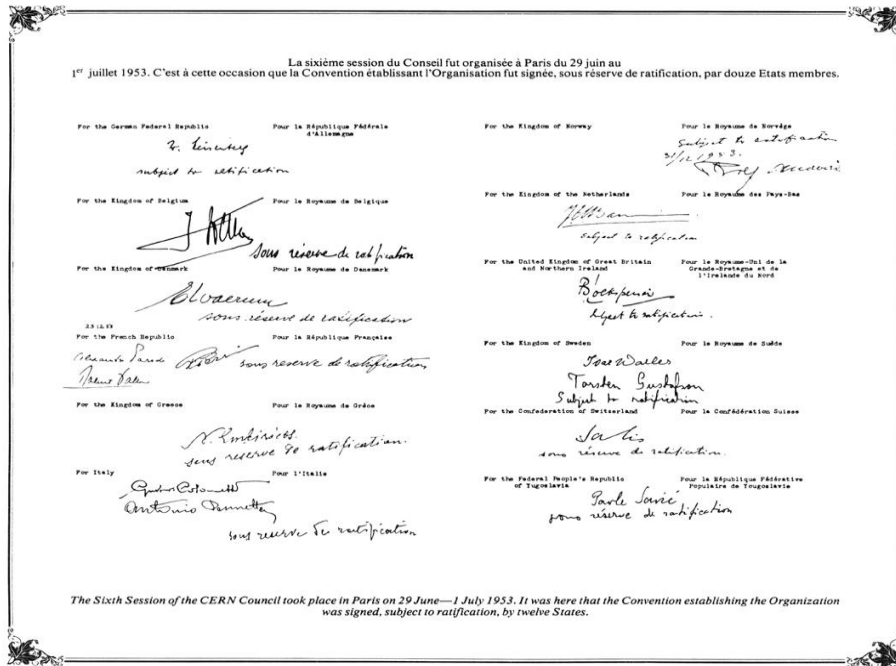 La sixième session du Conseil fut organisée à Paris du 29 juin au
1er juillet 1953. C'est à cette occasion que la Convention établissant l'Organisation fut signée, sous réserve de ratification, par douze Etats membres.
For the German Federal Republic
Pour la République Fédérale
d'Allemagne
subject to ratification
For the Kingdom of Belgium
Pour le Royaume de Belgique
sous réserve de ratification
For the Kingdom of Denmark
Pour le Royaume de Danemark
sous réserve de ratification
23.12.53
For the French Republic
Pour la République Française
sous reserve de ratification
For the Kingdom of Greece
Pour le Royaume de Grèce
sous reserve de ratification.
For Italy
Pour l'Italie
Antonio Pennetta
sous reserve de ratification
For the Kingdom of Norway
Pour le Royaume de Norvège
Subject to ratification
31/12 1953.
For the Kingdom of the Netherlands
Pour le Royaume des Pays-Bas
subject to ratification
For the United Kingdom of Great Britain
and Northern Ireland
Pour le Royaume-Uni de la
Grande-Bretagne et de
l'Irelande du Nord
subject to ratification.
For the Kingdom of Sweden
Pour le Royaume de Suède
Ivar Waller
Torsten Gustafson
Subject to ratification
For the Confederation of Switzerland
Pour la Confédération Suisse
Salis
sous réserve de ratification.
For the Federal People's Republic
of Yugoslavia
Pour la République Fédérative
Populaire de Yougoslavie
Pavle Savić
sous réserve de ratification
The Sixth Session of the CERN Council took place in Paris on 29 June—1 July 1953. It was here that the Convention establishing the Organization
was signed, subject to ratification, by twelve States.